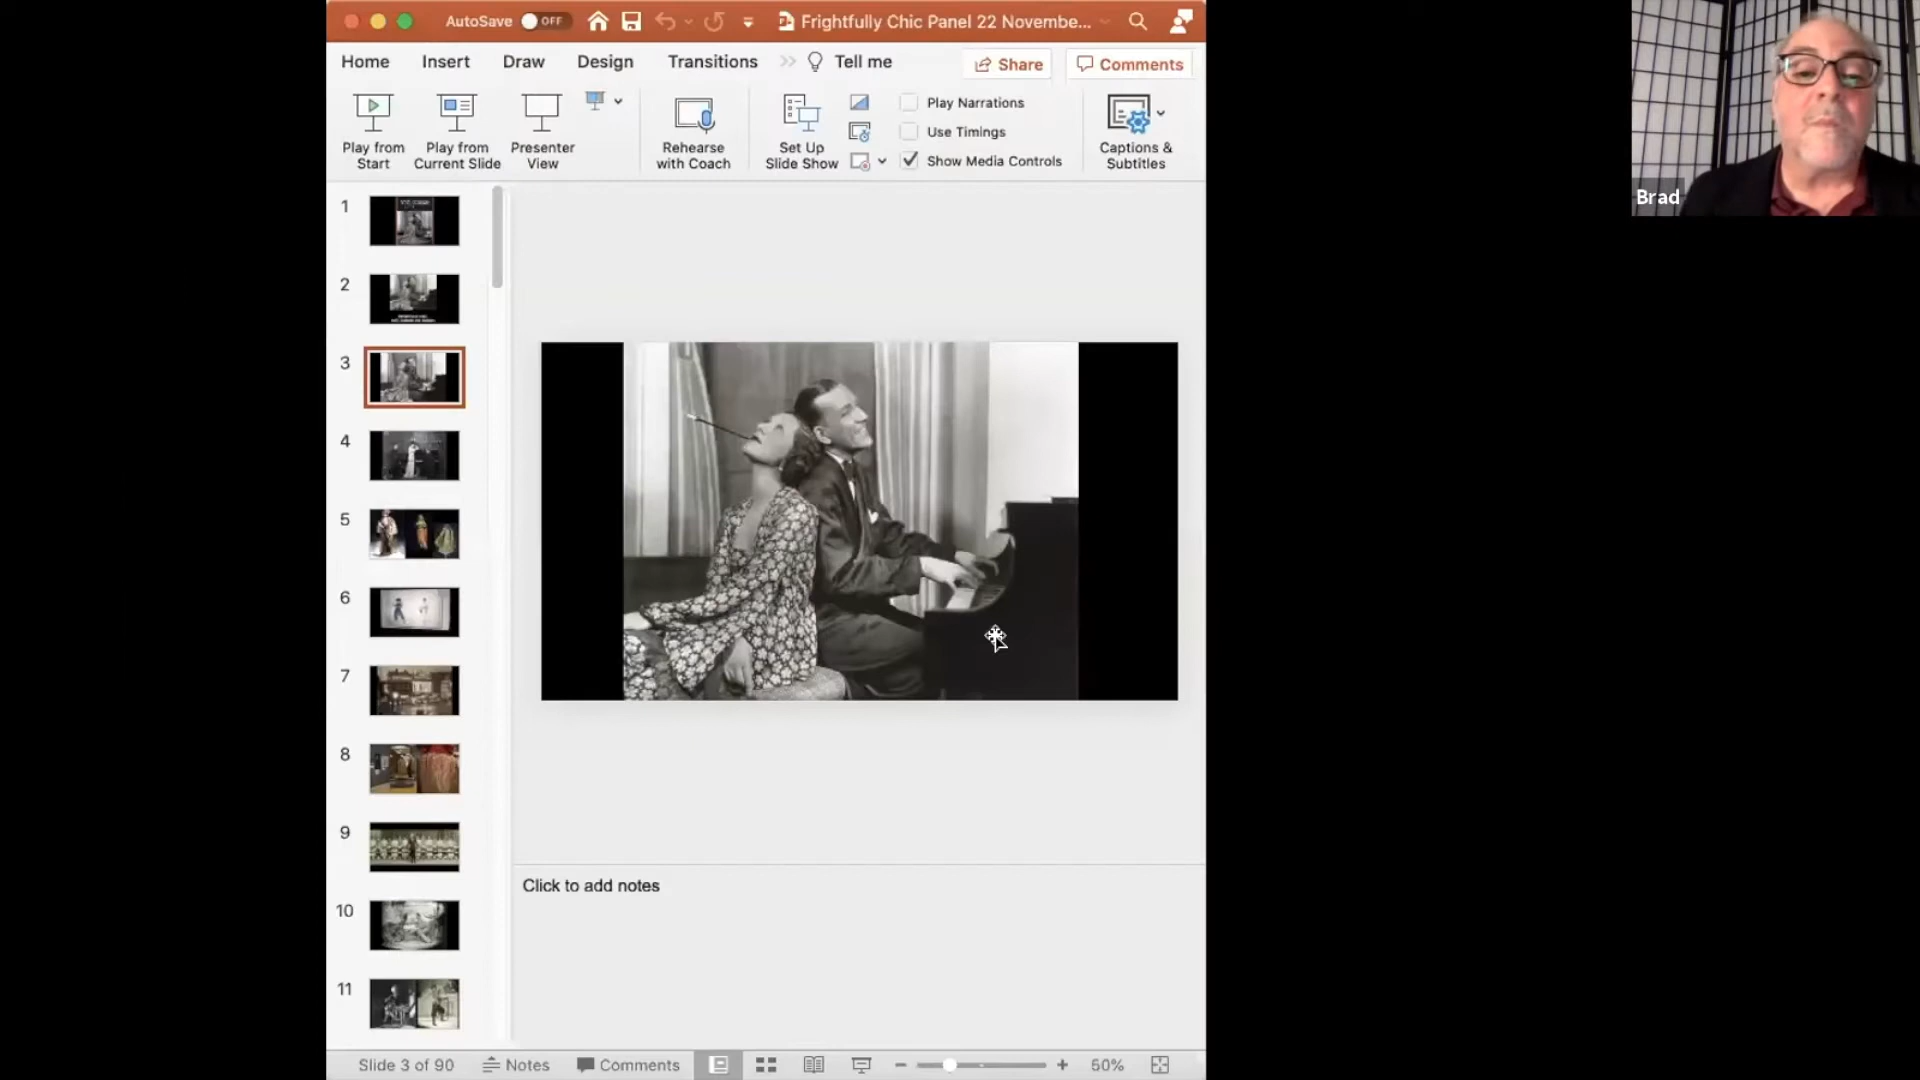 AutoSave OFF Frightfully Chic Panel 22 Novembe...
Home Insert Draw Design Transitions Tell me Share Comments
Play from Start
Play from Current Slide
Presenter View
Rehearse with Coach
Set Up Slide Show
Play Narrations
Use Timings
Show Media Controls
Captions & Subtitles
Brad
1
2
3
4
5
6
7
8
9
10
11
Click to add notes
Slide 3 of 90 Notes Comments 50%